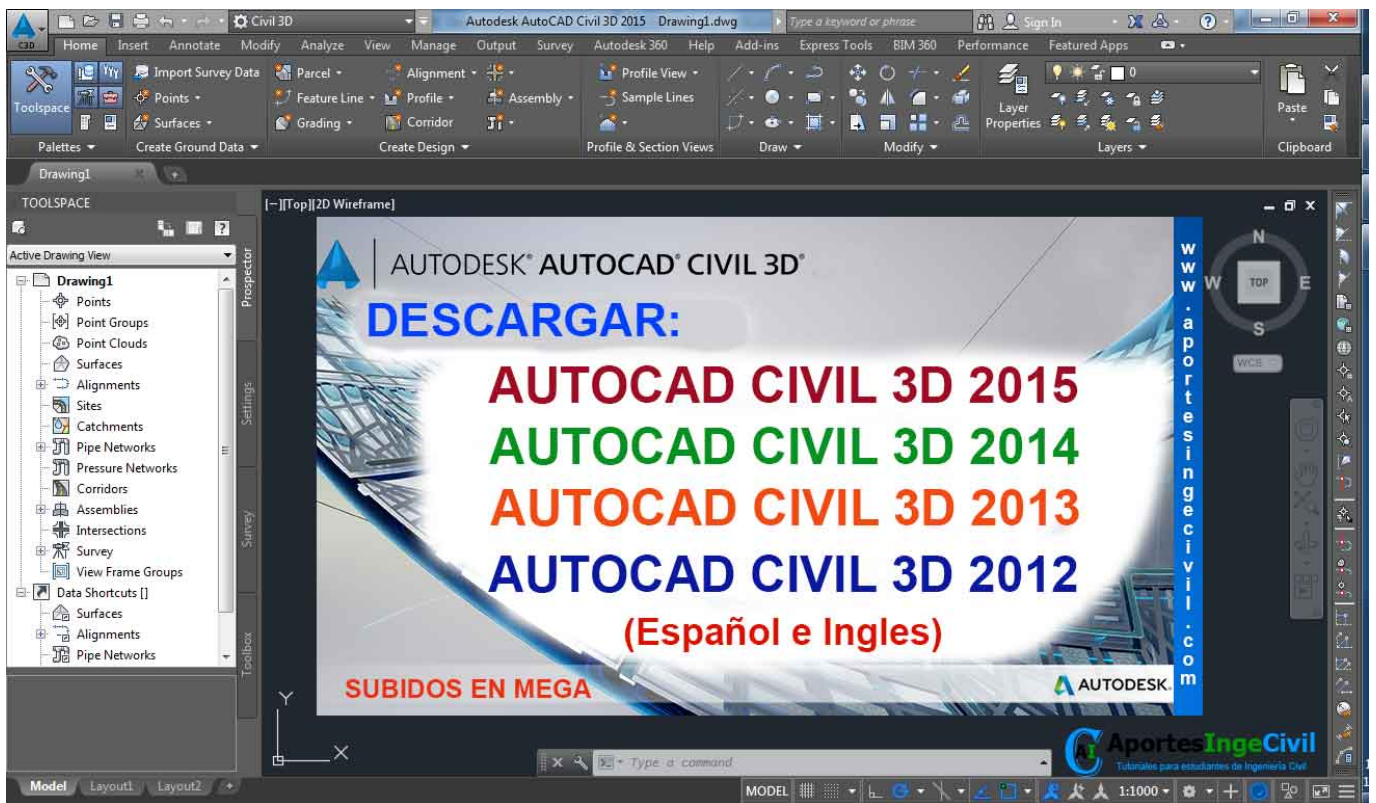 C3D
Civil 3D
Autodesk AutoCAD Civil 3D 2015 Drawing1.dwg
Type a keyword or phrase
Sign In
Home Insert Annotate Modify Analyze View Manage Output Survey Autodesk 360 Help Add-ins Express Tools BIM 360 Performance Featured Apps
Toolspace
Import Survey Data
Points
Surfaces
Parcel
Feature Line
Grading
Alignment
Profile
Corridor
Assembly
Profile View
Sample Lines
Layer
Properties
0
Paste
Palettes
Create Ground Data
Create Design
Profile & Section Views
Draw
Modify
Layers
Clipboard
Drawing1
TOOLSPACE
Active Drawing View
Drawing1
Points
Point Groups
Point Clouds
Surfaces
Alignments
Sites
Catchments
Pipe Networks
Pressure Networks
Corridors
Assemblies
Intersections
Survey
View Frame Groups
Data Shortcuts []
Surfaces
Alignments
Pipe Networks
Prospector
Settings
Survey
Toolbox
[−][Top][2D Wireframe]
AUTODESK® AUTOCAD® CIVIL 3D®
DESCARGAR:
AUTOCAD CIVIL 3D 2015
AUTOCAD CIVIL 3D 2014
AUTOCAD CIVIL 3D 2013
AUTOCAD CIVIL 3D 2012
(Español e Ingles)
SUBIDOS EN MEGA
AUTODESK.
www.aportesingecivil.com
N
W TOP E
S
WCS
Y
X
AI
AportesIngeCivil
Tutoriales para estudiantes de Ingeniería Civil
Type a command
Model Layout1 Layout2
MODEL
1:1000